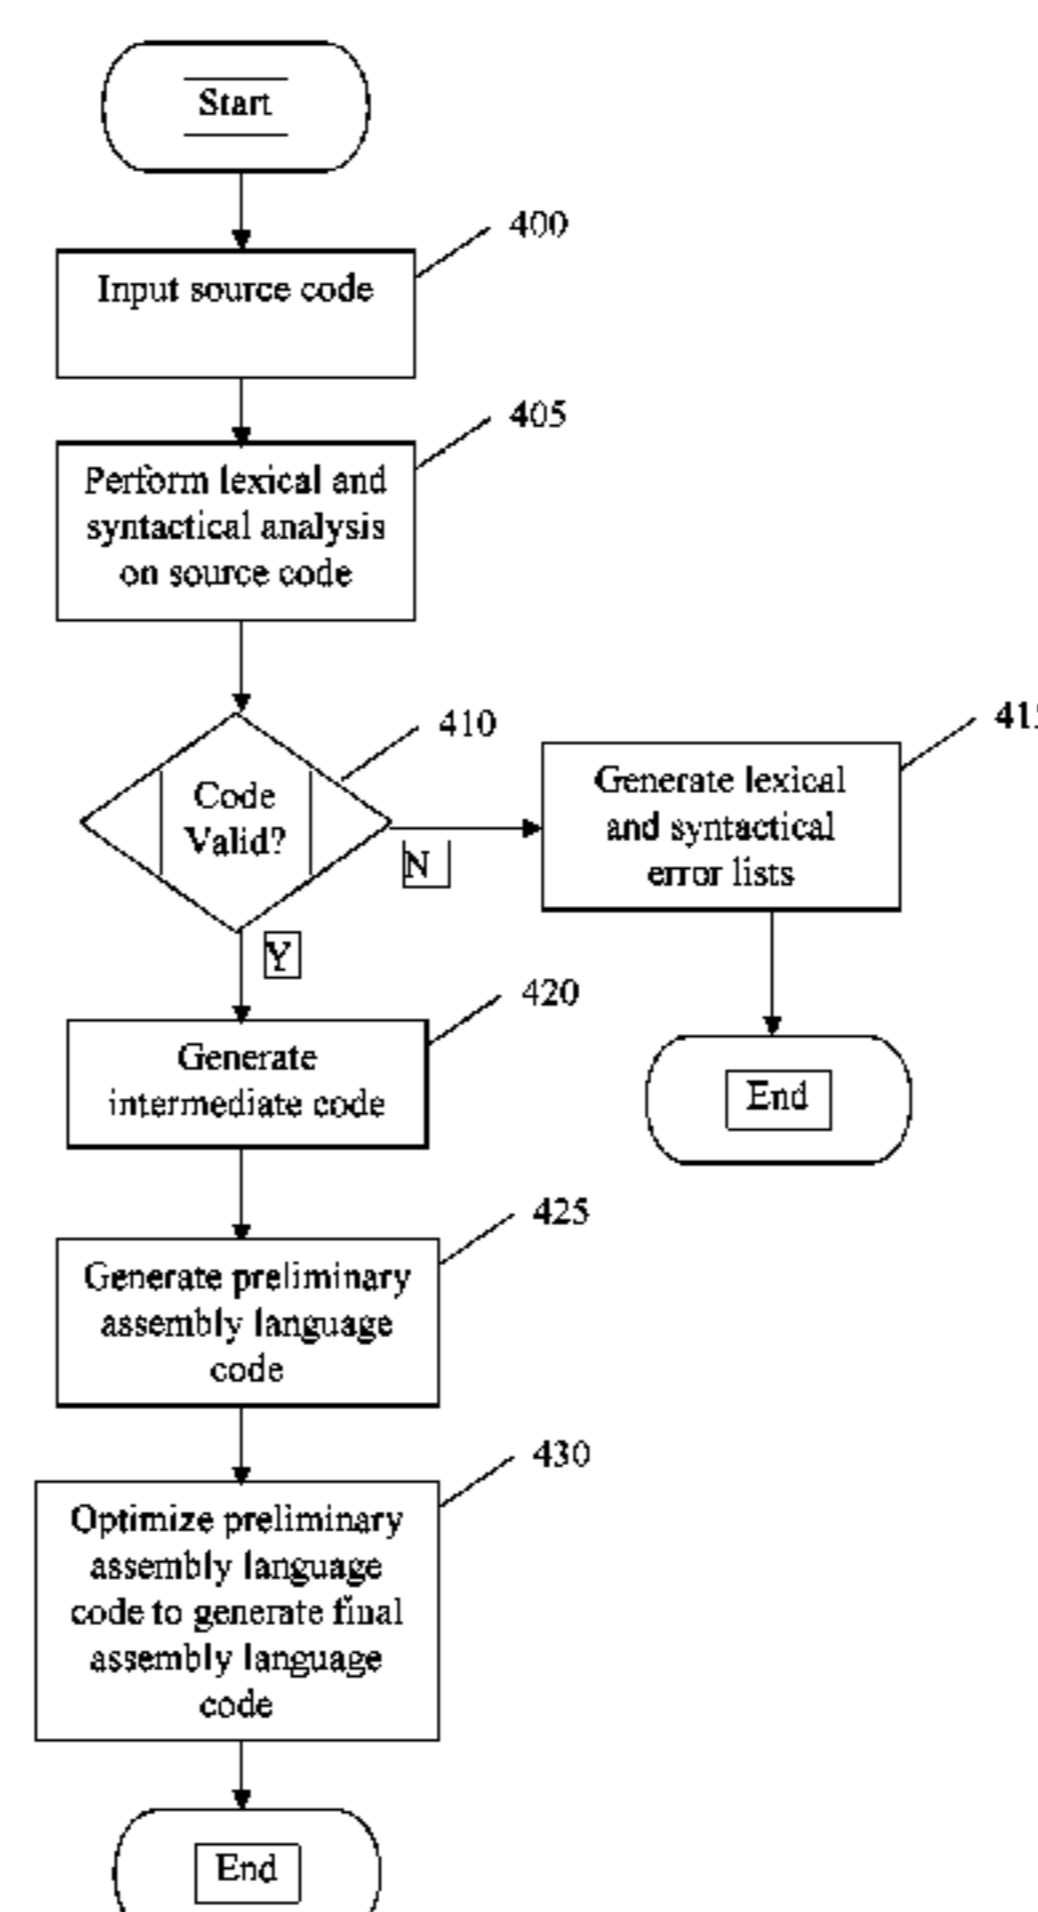 Start
400
Input source code
405
Perform lexical and
syntactical analysis
on source code
410
Code
Valid?
N
Y
Generate lexical
and syntactical
error lists
End
420
Generate
intermediate code
425
Generate preliminary
assembly language
code
430
Optimize preliminary
assembly language
code to generate final
assembly language
code
End